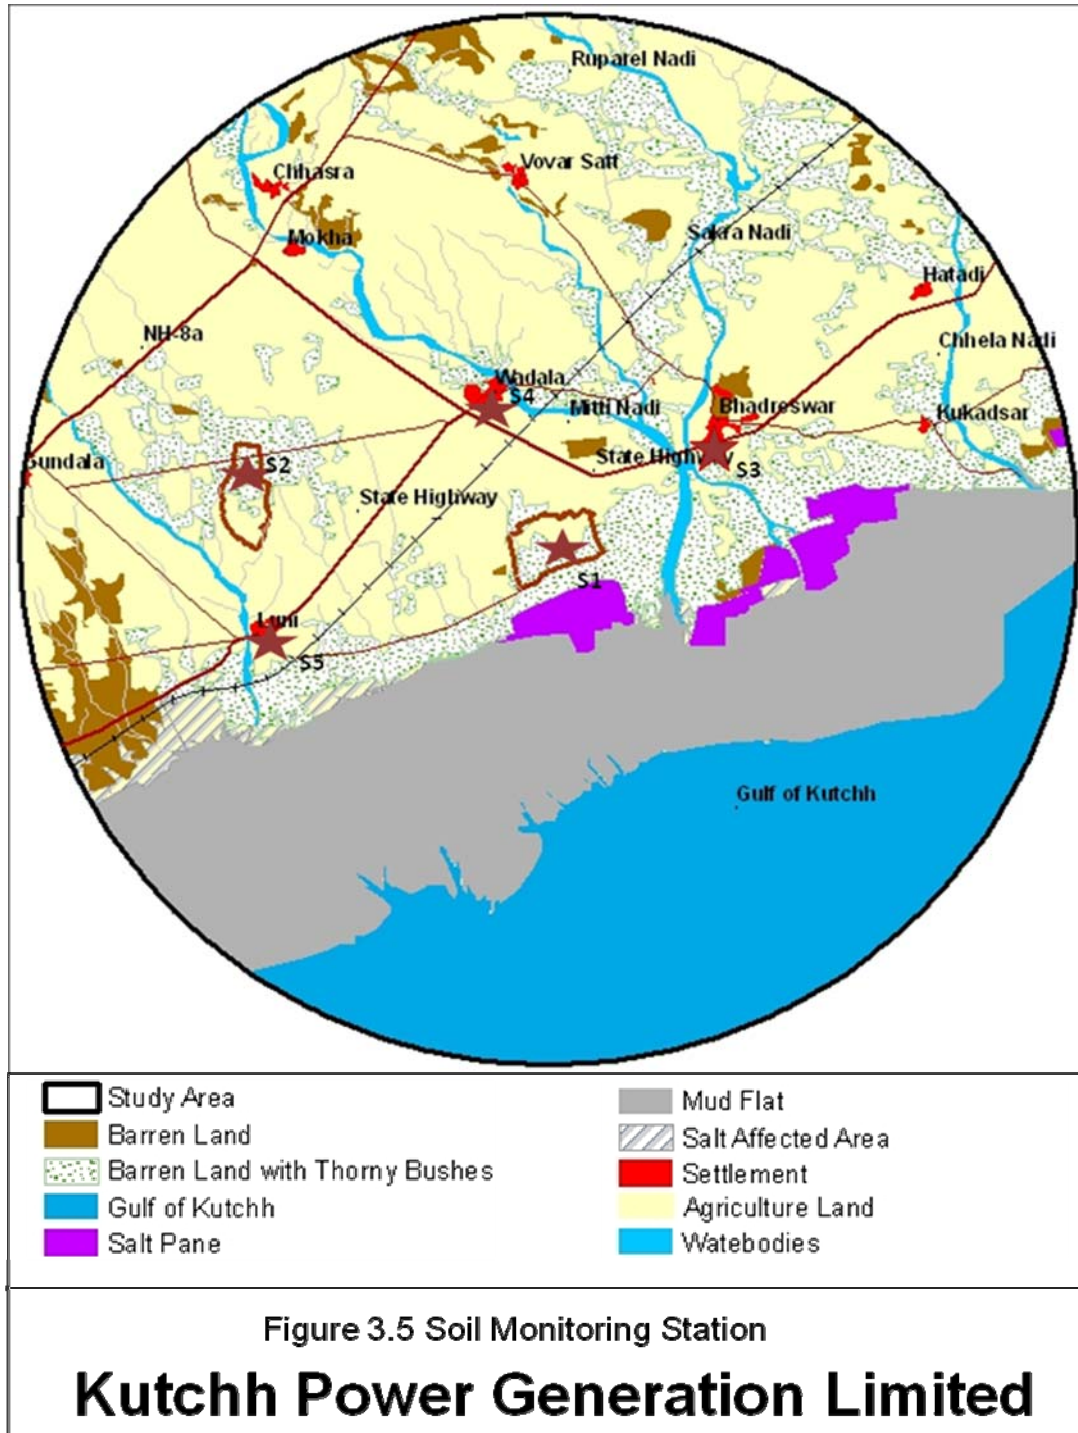 Ruparel Nadi
Vovar Satt
Chhasra
Mokha
Sakra Nadi
Hatadi
NH-8a
Chhela Nadi
Wadala
S4
Mitti Nadi
Bhadreswar
Kukadsar
State Highway
S3
Gundala
S2
State Highway
S1
Luni
S5
Gulf of Kutchh
Study Area
Barren Land
Barren Land with Thorny Bushes
Gulf of Kutchh
Salt Pane
Mud Flat
Salt Affected Area
Settlement
Agriculture Land
Watebodies
Figure 3.5 Soil Monitoring Station
Kutchh Power Generation Limited